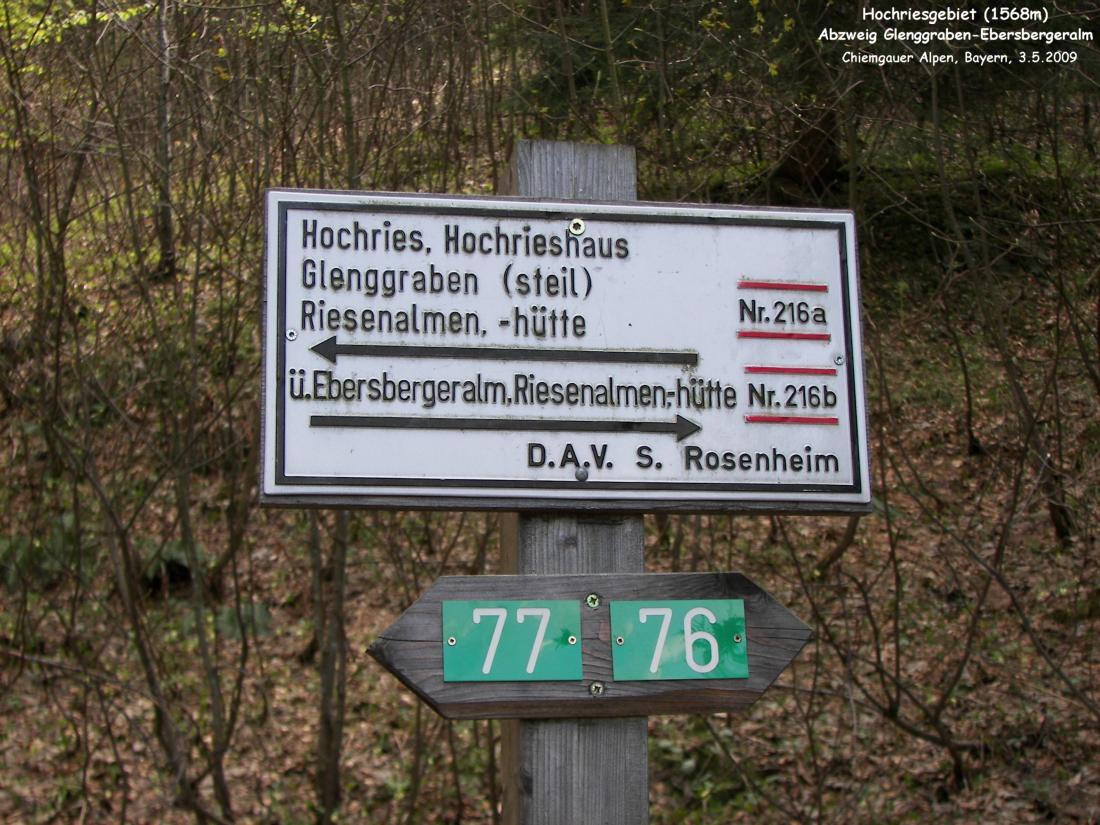 Hochriesgebiet (1568m)
Abzweig Glenggraben-Ebersbergeralm
Chiemgauer Alpen, Bayern, 3.5.2009
Hochries, Hochrieshaus
Glenggraben (steil)
Riesenalmen, -hütte
Nr. 216a
ü.Ebersbergeralm,Riesenalmen,-hütte
Nr. 216b
D.A.V. S. Rosenheim
77 76